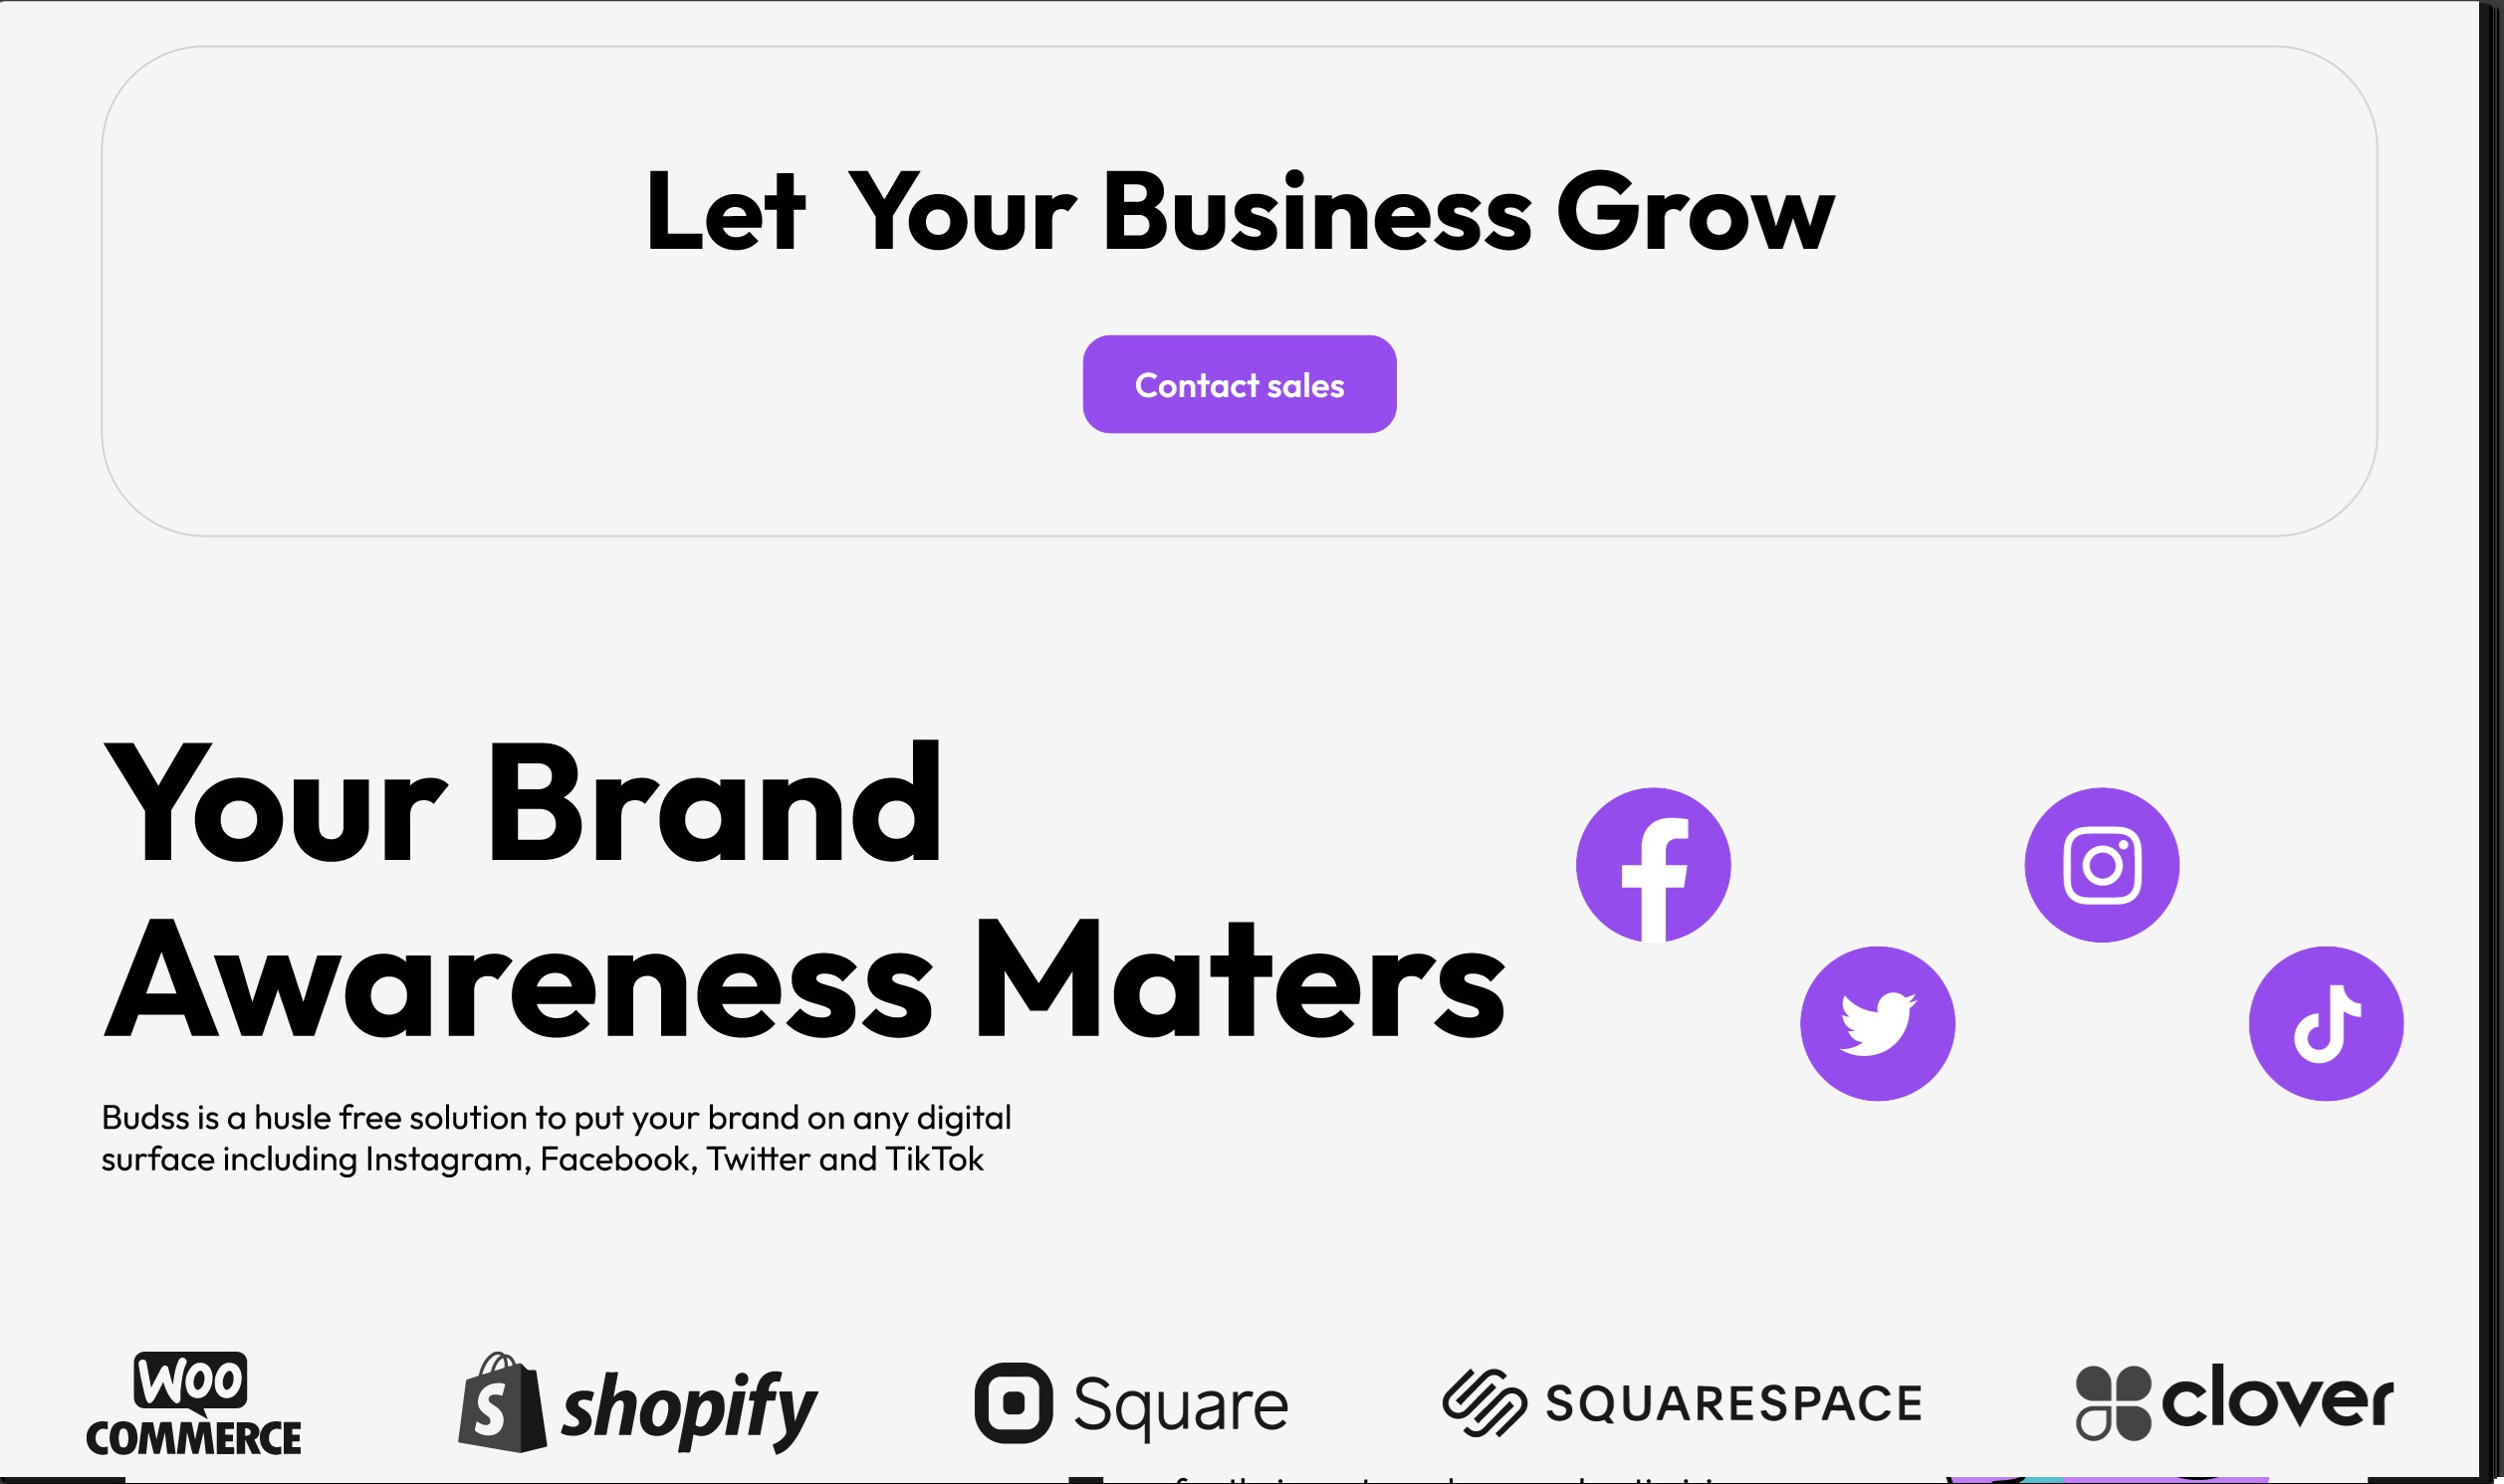 Let Your Business Grow
Contact sales
Your Brand
Awareness Maters
Budss is a husle free solution to put your brand on any digital
surface including Instagram, Facebook, Twitter and TikTok
WOO
COMMERCE
shopify
Square
SQUARESPACE
clover